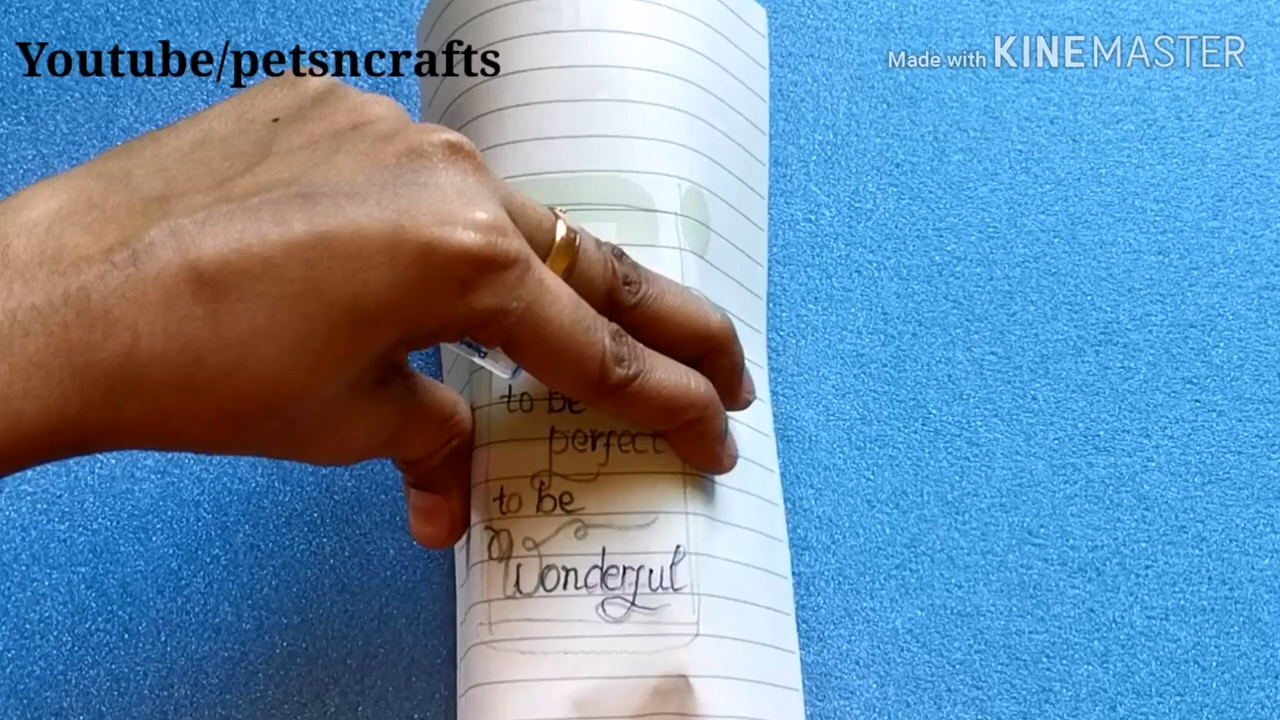 Youtube/petsncrafts
Made with KINEMASTER
to be
perfect
to be
Wonderful